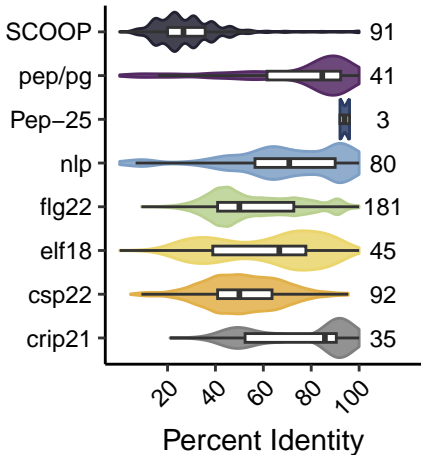 SCOOP 91
pep/pg 41
Pep−25 3
nlp 80
flg22 181
elf18 45
csp22 92
crip21 35
20 40 60 80 100
Percent Identity